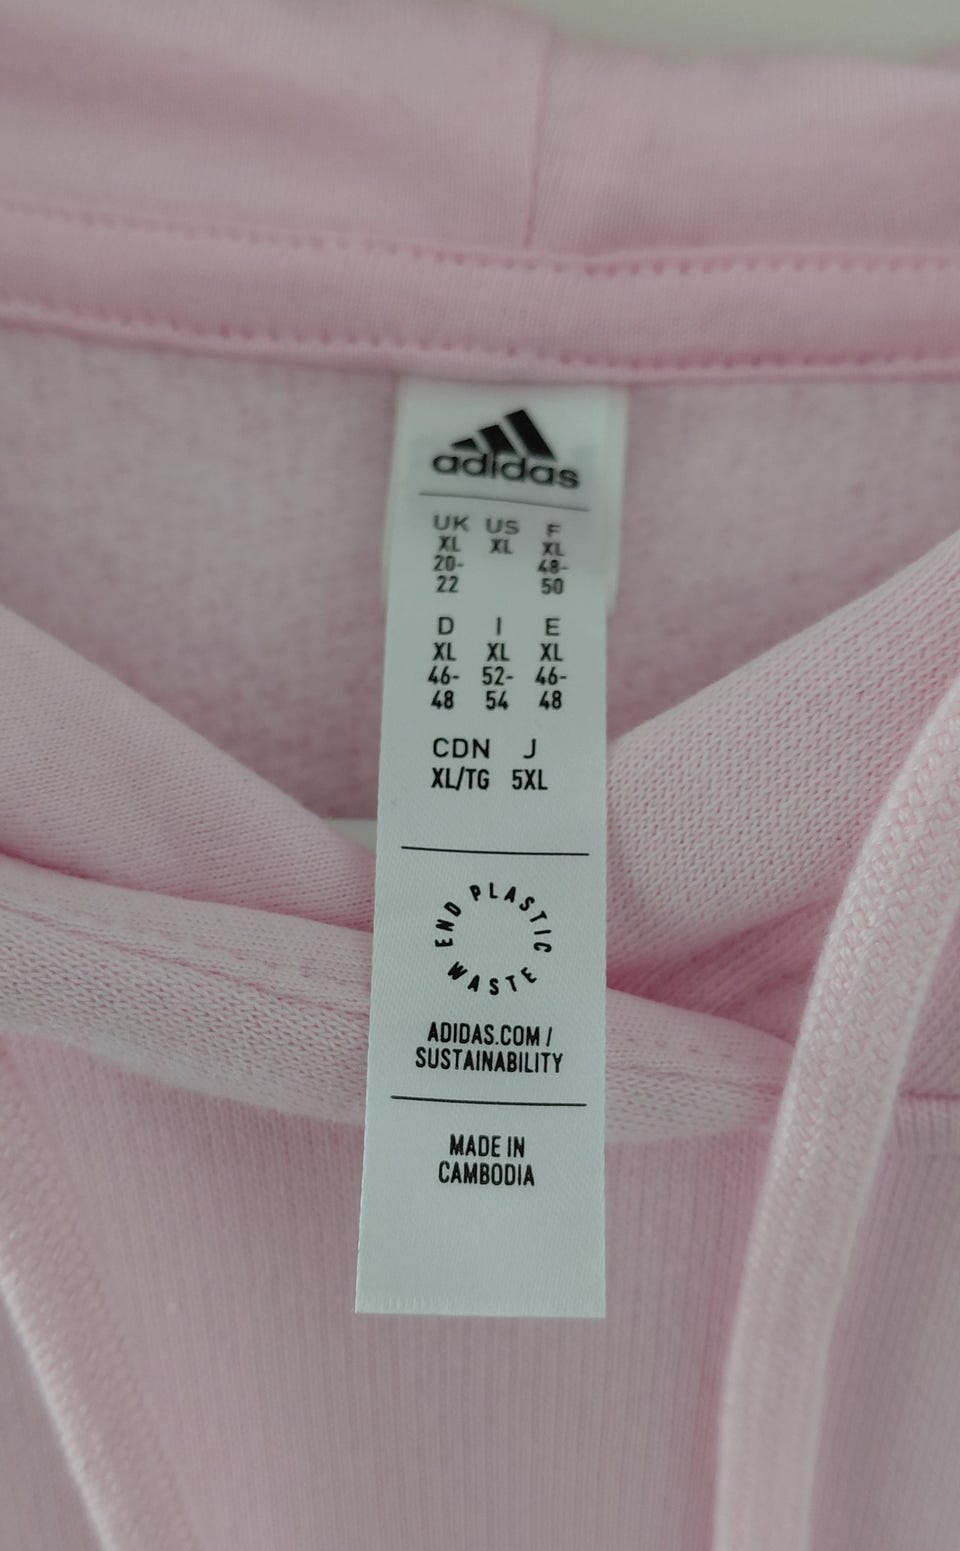 adidas
UK US F
XL XL XL
20- 48-
22 50
D I E
XL XL XL
46- 52- 46-
48 54 48
CDN J
XL/TG 5XL
END PLASTIC WASTE
ADIDAS.COM /
SUSTAINABILITY
MADE IN
CAMBODIA